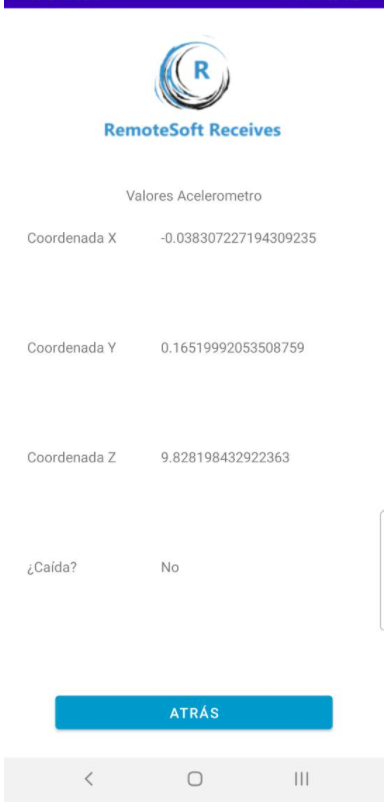 R
RemoteSoft Receives
Valores Acelerometro
Coordenada X -0.038307227194309235
Coordenada Y 0.16519992053508759
Coordenada Z 9.828198432922363
¿Caída? No
ATRÁS